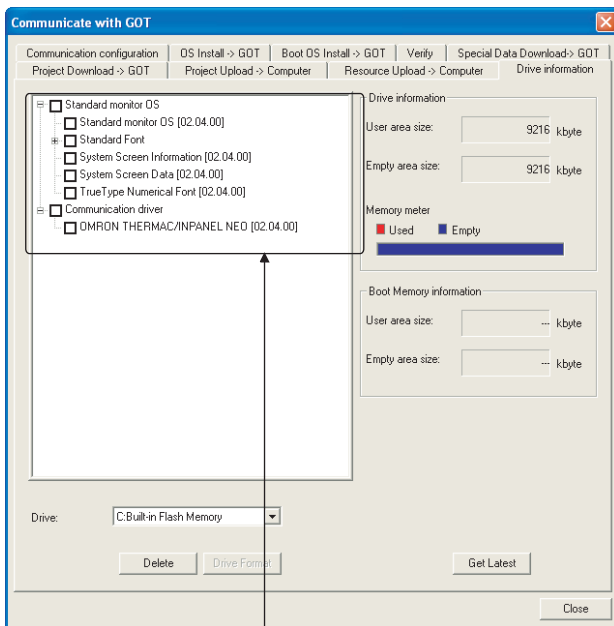 Communicate with GOT
Communication configuration
OS Install -> GOT
Boot OS Install -> GOT
Verify
Special Data Download-> GOT
Project Download -> GOT
Project Upload -> Computer
Resource Upload -> Computer
Drive information
Standard monitor OS
Standard monitor OS [02.04.00]
Standard Font
System Screen Information [02.04.00]
System Screen Data [02.04.00]
TrueType Numerical Font [02.04.00]
Communication driver
OMRON THERMAC/INPANEL NEO [02.04.00]
Drive information
User area size: 9216 kbyte
Empty area size: 9216 kbyte
Memory meter
Used Empty
Boot Memory information
User area size: --- kbyte
Empty area size: --- kbyte
Drive: C:Built-in Flash Memory
Delete
Drive Format
Get Latest
Close